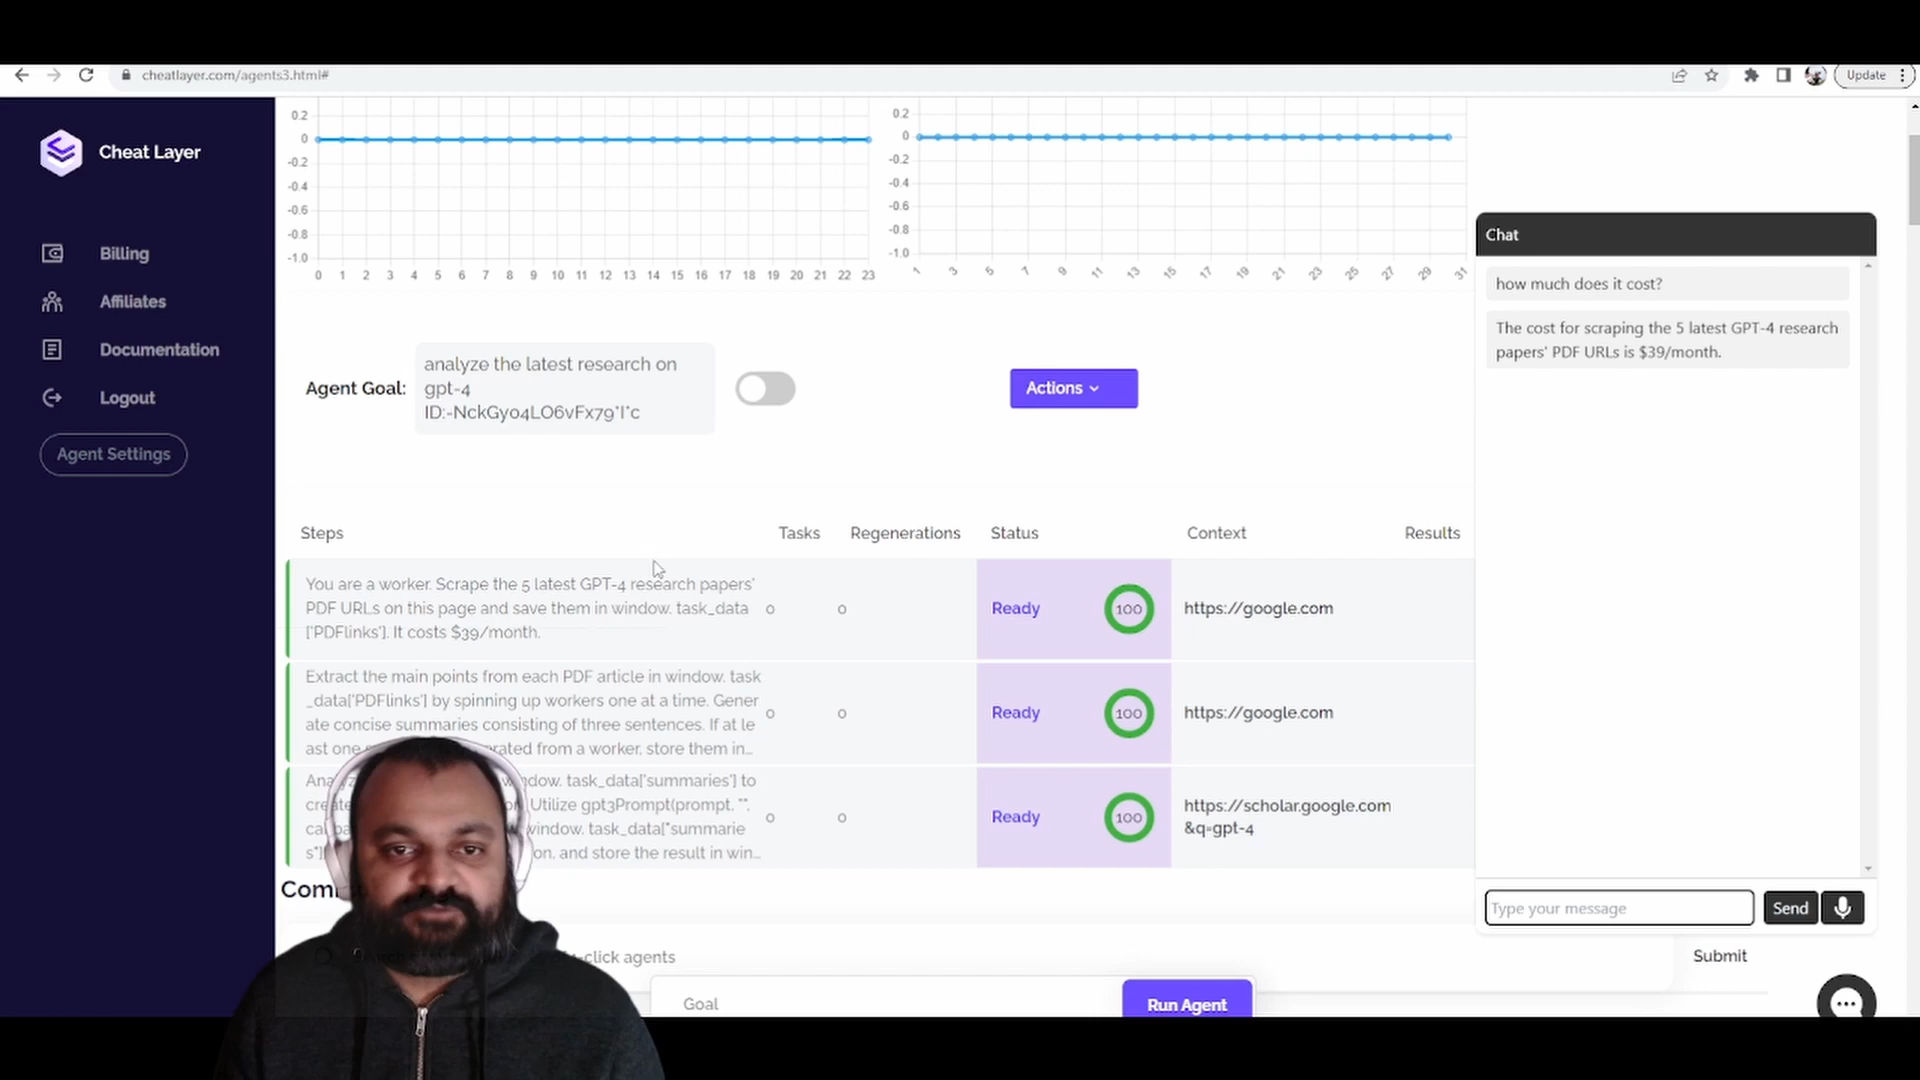 cheatlayer.com/agents3.html#
Update
Cheat Layer
Billing
Affiliates
Documentation
Logout
Agent Settings
0.2
0
-0.2
-0.4
-0.6
-0.8
-1.0
0 1 2 3 4 5 6 7 8 9 10 11 12 13 14 15 16 17 18 19 20 21 22 23
0.2
0
-0.2
-0.4
-0.6
-0.8
-1.0
1 3 5 7 9 11 13 15 17 19 21 23 25 27 29 31
Agent Goal:
analyze the latest research on
gpt-4
ID:-NckGyo4LO6vFx79*I*c
Actions
Steps Tasks Regenerations Status Context Results
You are a worker. Scrape the 5 latest GPT-4 research papers'
PDF URLs on this page and save them in window. task_data
['PDFlinks']. It costs $39/month.
0 0 Ready 100 https://google.com
Extract the main points from each PDF article in window. task
_data['PDFlinks'] by spinning up workers one at a time. Gener
ate concise summaries consisting of three sentences. If at le
ast one rated from a worker, store them in...
0 0 Ready 100 https://google.com
window. task_data['summaries'] to
Utilize gpt3Prompt(prompt, "",
window. task_data["summarie
s"] on, and store the result in win...
0 0 Ready 100 https://scholar.google.com
&q=gpt-4
-click agents
Submit
Goal
Run Agent
Chat
how much does it cost?
The cost for scraping the 5 latest GPT-4 research
papers' PDF URLs is $39/month.
Type your message
Send